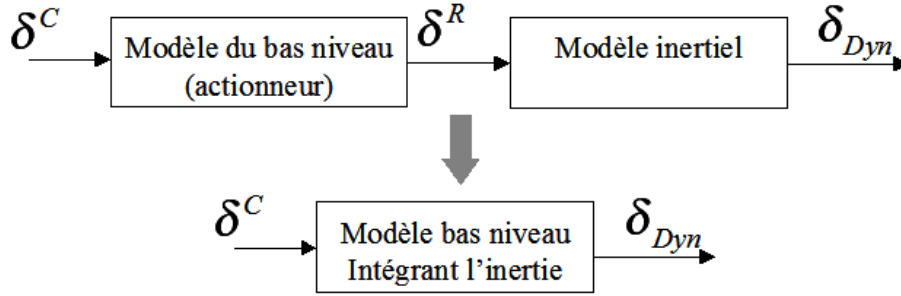 δ^C
Modèle du bas niveau
(actionneur)
δ^R
Modèle inertiel
δ_Dyn
δ^C
Modèle bas niveau
Intégrant l'inertie
δ_Dyn